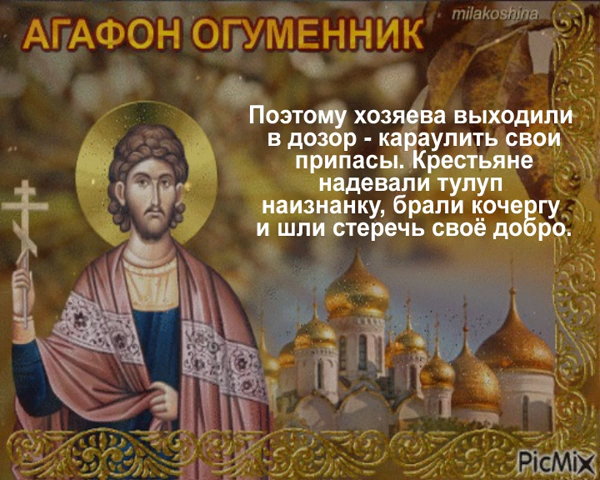 milakoshina
АГАФОН ОГУМЕННИК
Поэтому хозяева выходили
в дозор - караулить свои
припасы. Крестьяне
надевали тулуп
наизнанку, брали кочергу
и шли стеречь своё добро.
PicMix